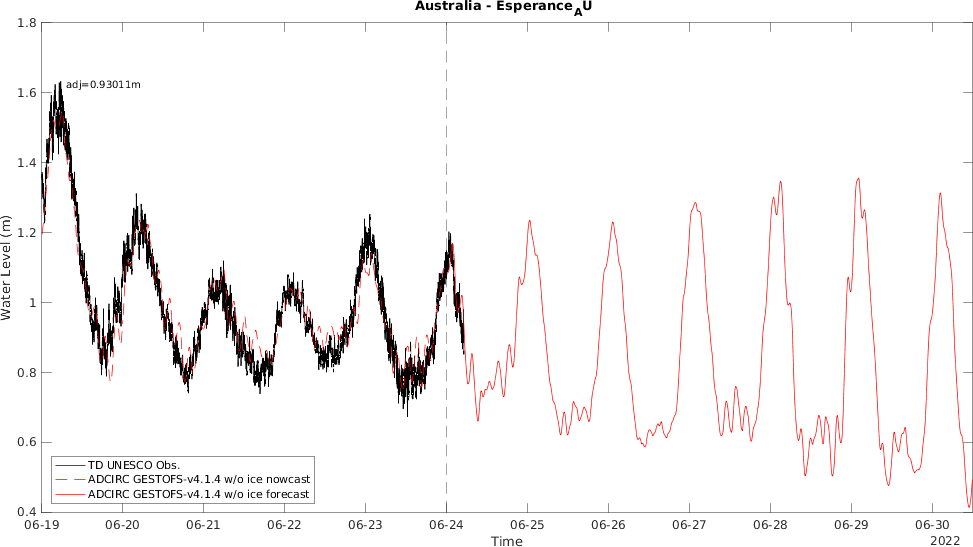 Australia - Esperance_AU
1.8
adj=0.93011m
1.6
1.4
1.2
1
0.8
0.6
0.4
Water Level (m)
TD UNESCO Obs.
ADCIRC GESTOFS-v4.1.4 w/o ice nowcast
ADCIRC GESTOFS-v4.1.4 w/o ice forecast
06-19 06-20 06-21 06-22 06-23 06-24 06-25 06-26 06-27 06-28 06-29 06-30
Time
2022